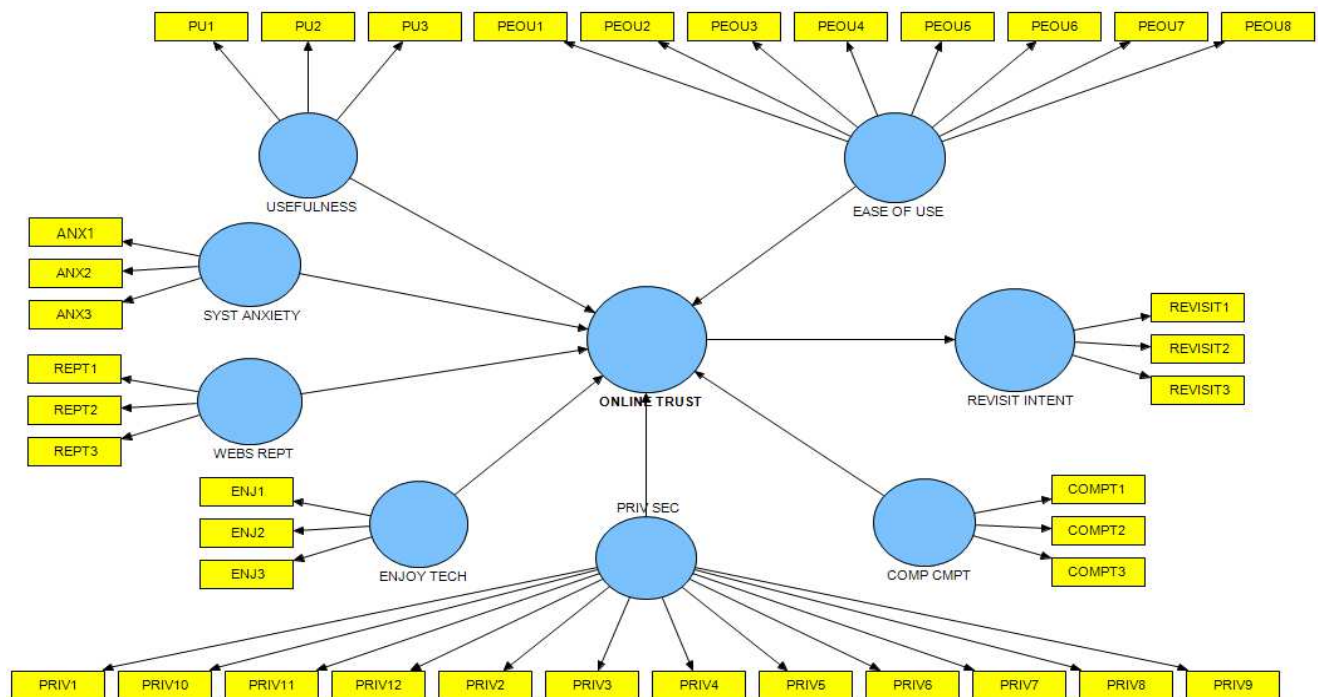 PU1
PU2
PU3
PEOU1
PEOU2
PEOU3
PEOU4
PEOU5
PEOU6
PEOU7
PEOU8
USEFULNESS
EASE OF USE
ANX1
ANX2
ANX3
SYST ANXIETY
REPT1
REPT2
REPT3
WEBS REPT
ONLINE TRUST
REVISIT1
REVISIT2
REVISIT3
REVISIT INTENT
ENJ1
ENJ2
ENJ3
ENJOY TECH
PRIV SEC
COMPT1
COMPT2
COMPT3
COMP CMPT
PRIV1
PRIV10
PRIV11
PRIV12
PRIV2
PRIV3
PRIV4
PRIV5
PRIV6
PRIV7
PRIV8
PRIV9